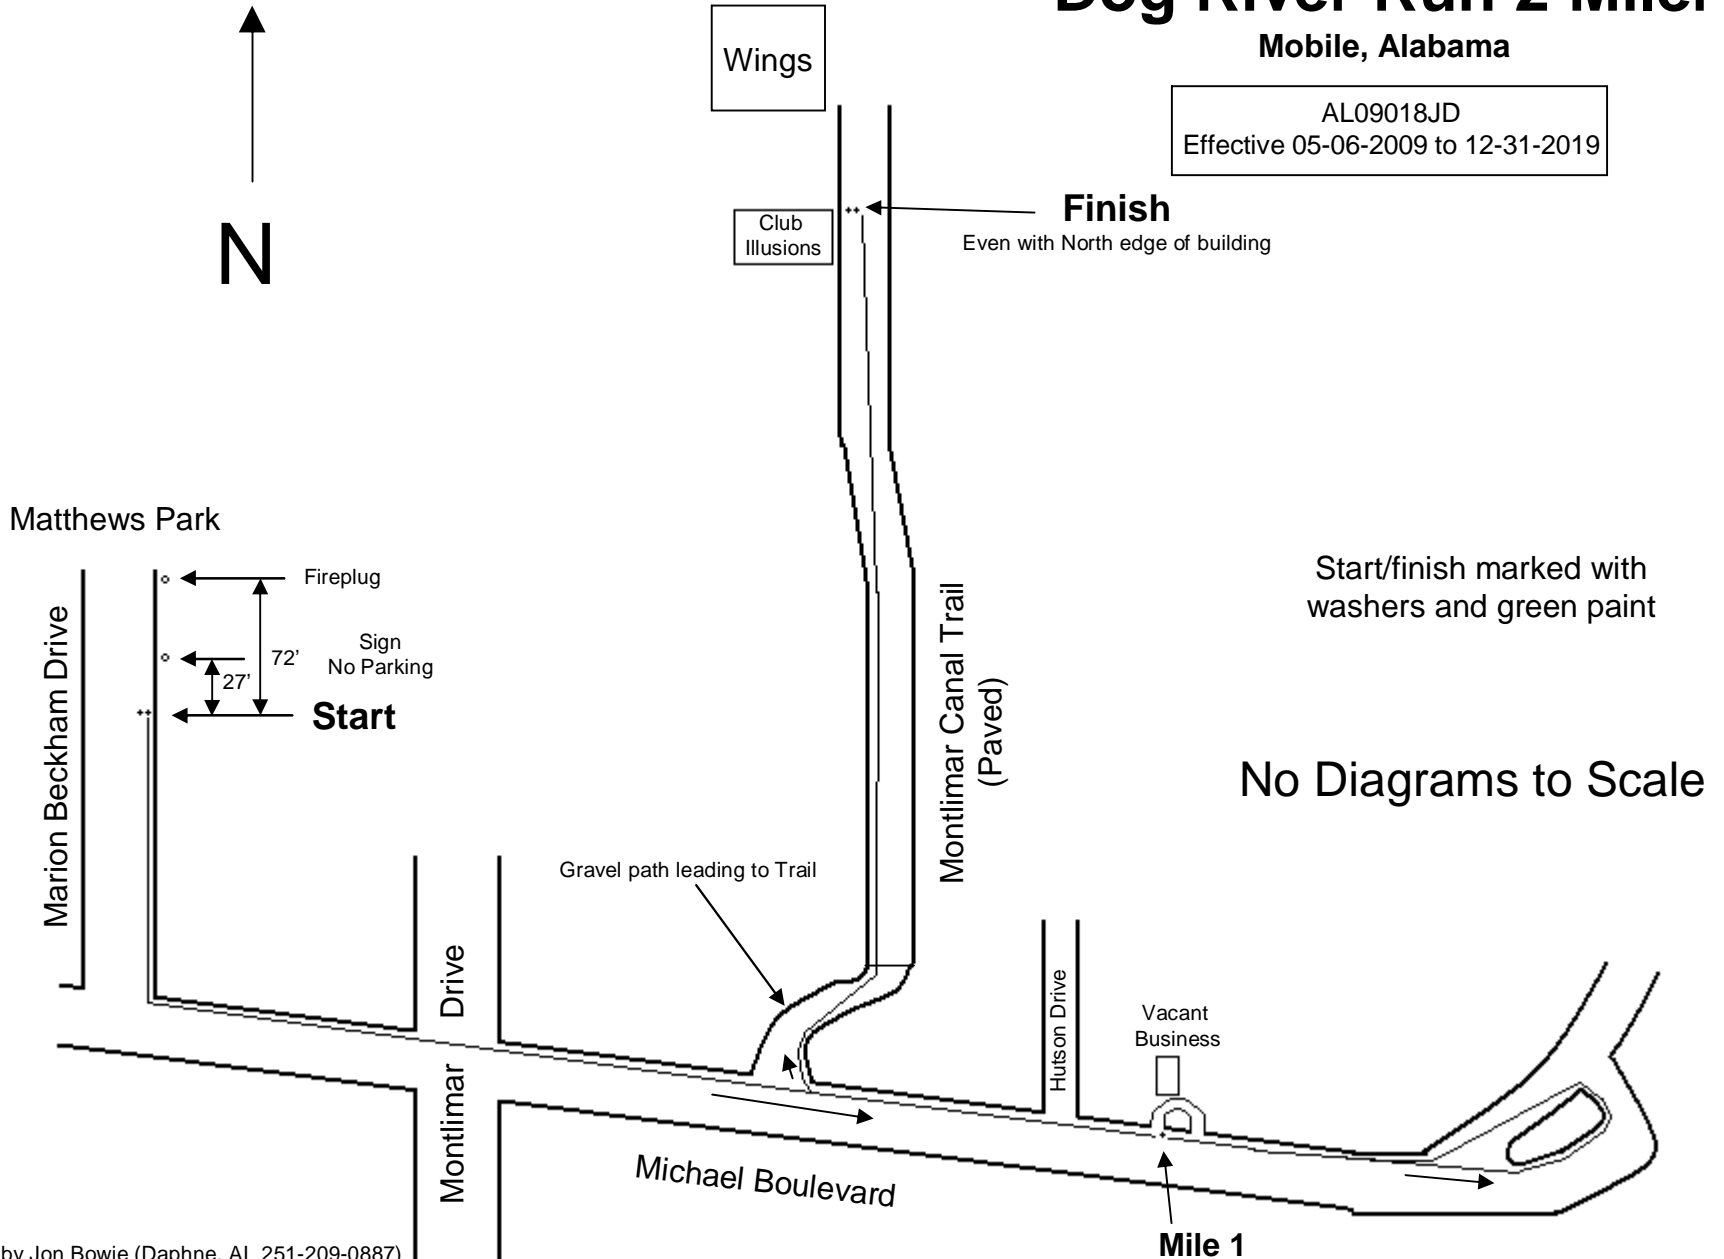 Dog River Run 2 Miler
Mobile, Alabama
AL09018JD
Effective 05-06-2009 to 12-31-2019
Wings
N
Club
Illusions
Finish
Even with North edge of building
Matthews Park
Fireplug
Sign
No Parking
72’
27’
Start
Marion Beckham Drive
Start/finish marked with
washers and green paint
Montlimar Canal Trail
(Paved)
No Diagrams to Scale
Gravel path leading to Trail
Montlimar Drive
Hutson Drive
Vacant
Business
Michael Boulevard
Mile 1
by Jon Bowie (Daphne, AL 251-209-0887)